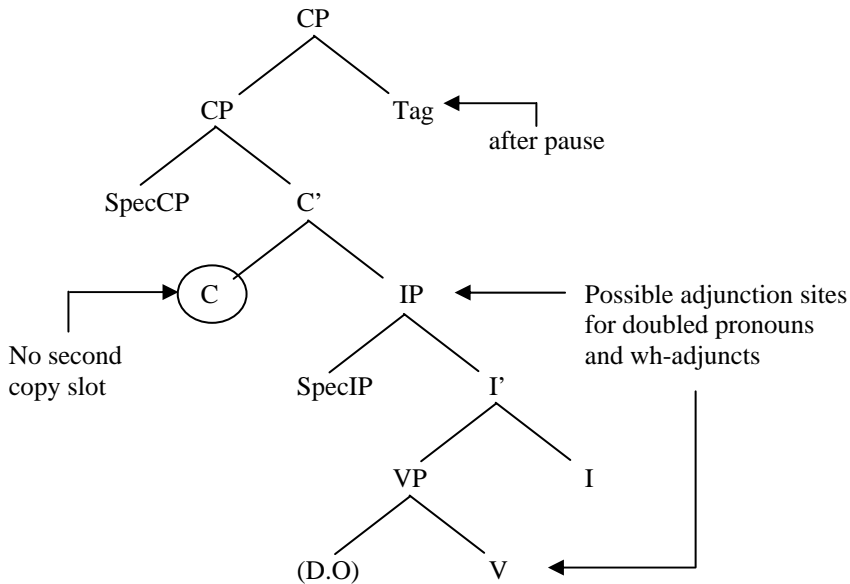 CP
CP
Tag
after pause
SpecCP
C’
C
IP
Possible adjunction sites
for doubled pronouns
and wh-adjuncts
No second
copy slot
SpecIP
I’
VP
I
(D.O)
V